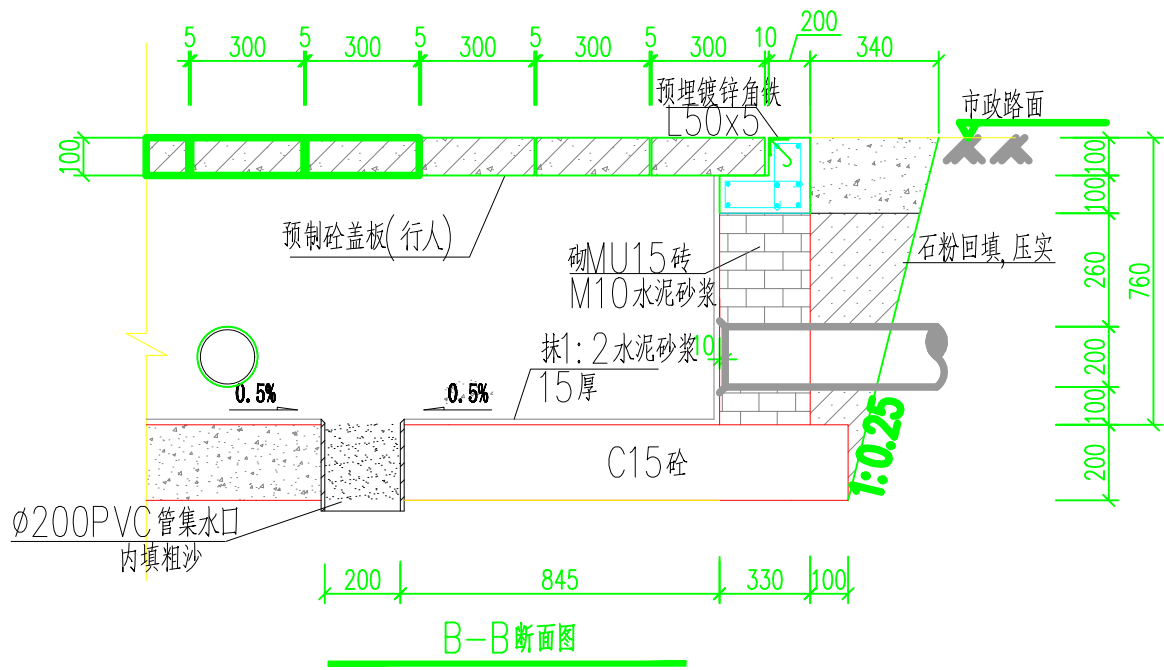 5 300 5 300 5 300 5 300 5 300 10 200 340
预埋镀锌角铁
L50x5
市政路面
100
100
100
预制砼盖板(行人)
砌MU15砖
M10水泥砂浆
石粉回填,压实
260
760
10
抹1:2水泥砂浆
15厚
200
0.5%
0.5%
100
1:0.25
C15砼
200
Ø200PVC管集水口
内填粗沙
200 845 330 100
B-B断面图